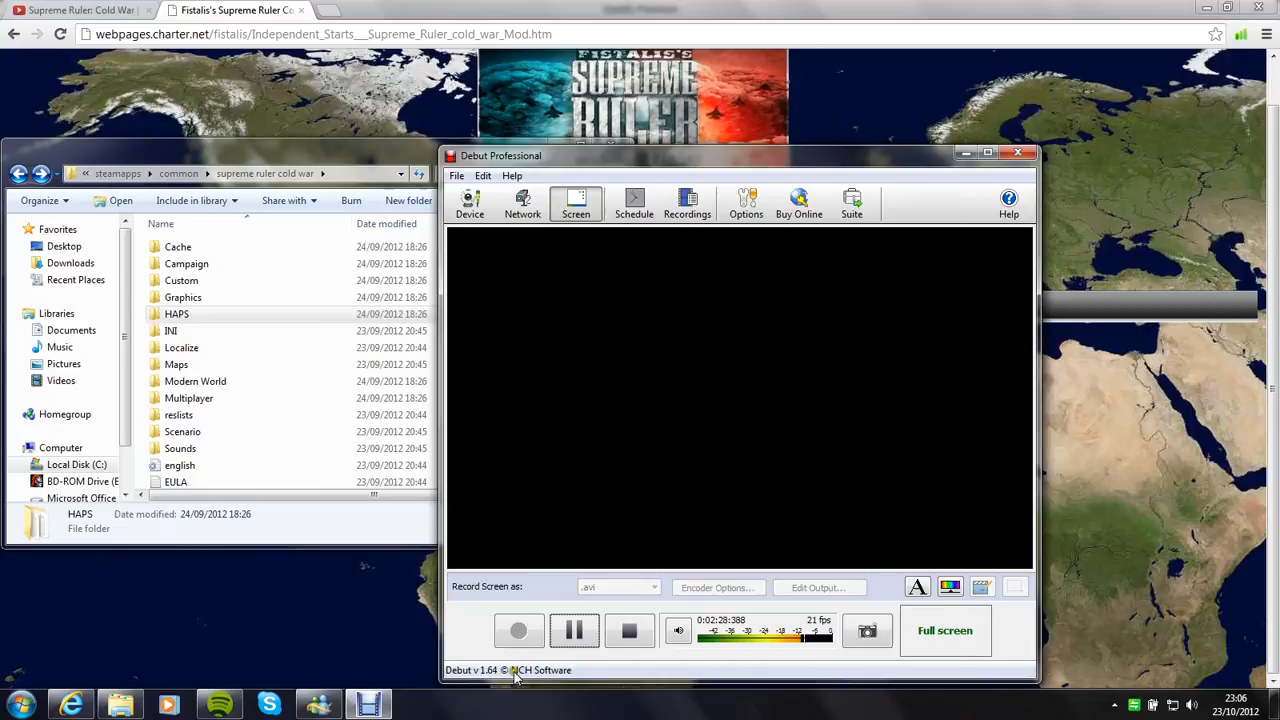 Supreme Ruler: Cold War
Fistalis's Supreme Ruler Co
webpages.charter.net/fistalis/Independent_Starts__Supreme_Ruler_cold_war_Mod.htm
FISTALIS'S
SUPREME
RULER
steamapps
common
supreme ruler cold war
Organize
Open
Include in library
Share with
Burn
New folder
Favorites
Desktop
Downloads
Recent Places
Libraries
Documents
Music
Pictures
Videos
Homegroup
Computer
Local Disk (C:)
BD-ROM Drive (E
Microsoft Office
Name
Date modified
Cache 24/09/2012 18:26
Campaign 24/09/2012 18:26
Custom 24/09/2012 18:26
Graphics 24/09/2012 18:26
HAPS 24/09/2012 18:26
INI 23/09/2012 20:45
Localize 23/09/2012 20:44
Maps 23/09/2012 20:45
Modern World 24/09/2012 18:26
Multiplayer 24/09/2012 18:26
reslists 23/09/2012 20:44
Scenario 23/09/2012 20:45
Sounds 23/09/2012 20:45
english 23/09/2012 20:44
EULA 23/09/2012 20:44
HAPS Date modified: 24/09/2012 18:26
File folder
Debut Professional
File Edit Help
Device
Network
Screen
Schedule
Recordings
Options
Buy Online
Suite
Help
Record Screen as:
.avi
Encoder Options...
Edit Output...
A
0:02:28:388 21 fps
-42 -36 -30 -24 -18 -12 -6 0
Full screen
Debut v 1.64 © NCH Software
23:06
23/10/2012